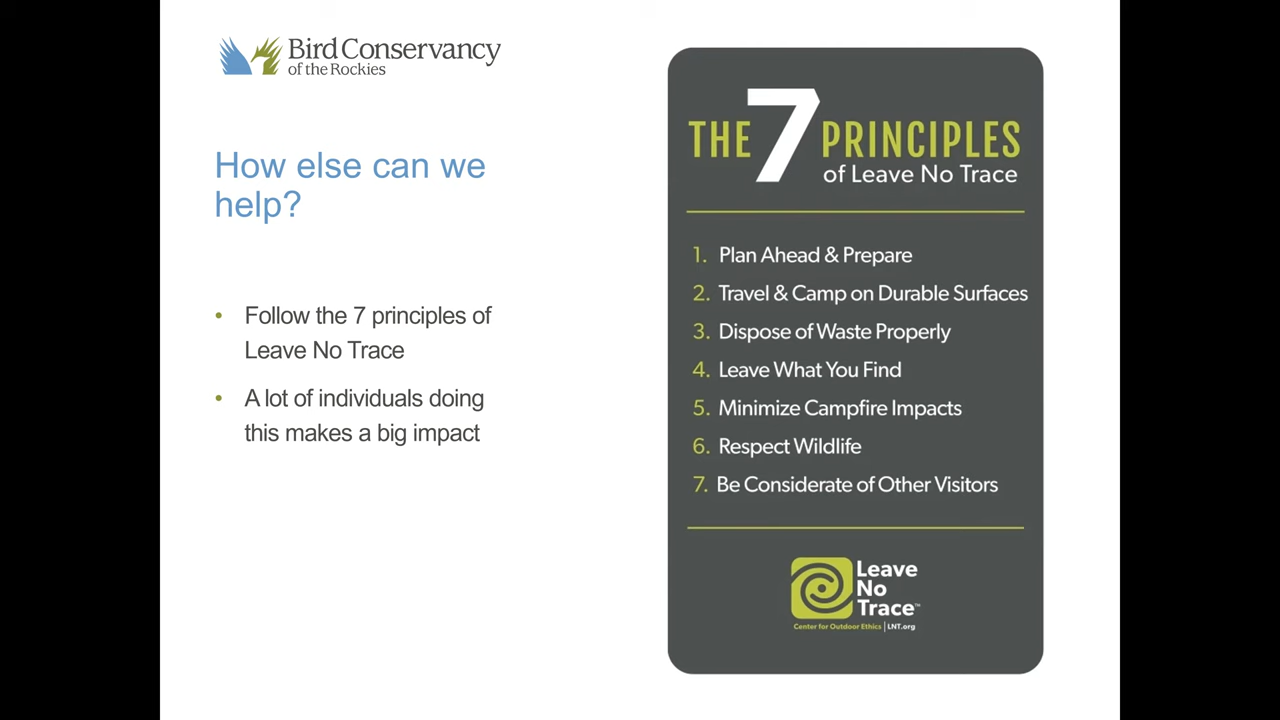 Bird Conservancy
of the Rockies
How else can we
help?
• Follow the 7 principles of
Leave No Trace
• A lot of individuals doing
this makes a big impact
THE 7 PRINCIPLES
of Leave No Trace
1. Plan Ahead & Prepare
2. Travel & Camp on Durable Surfaces
3. Dispose of Waste Properly
4. Leave What You Find
5. Minimize Campfire Impacts
6. Respect Wildlife
7. Be Considerate of Other Visitors
Leave
No
Trace™
Center for Outdoor Ethics | LNT.org